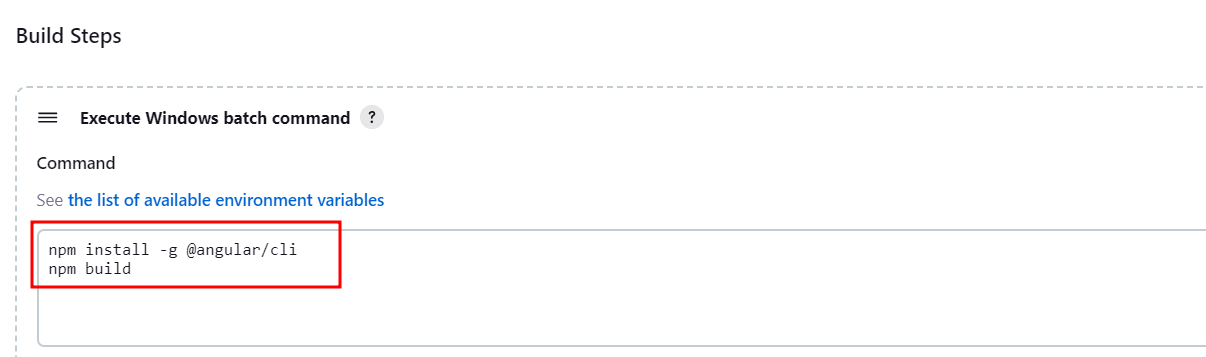 Build Steps
Execute Windows batch command ?
Command
See the list of available environment variables
npm install -g @angular/cli
npm build